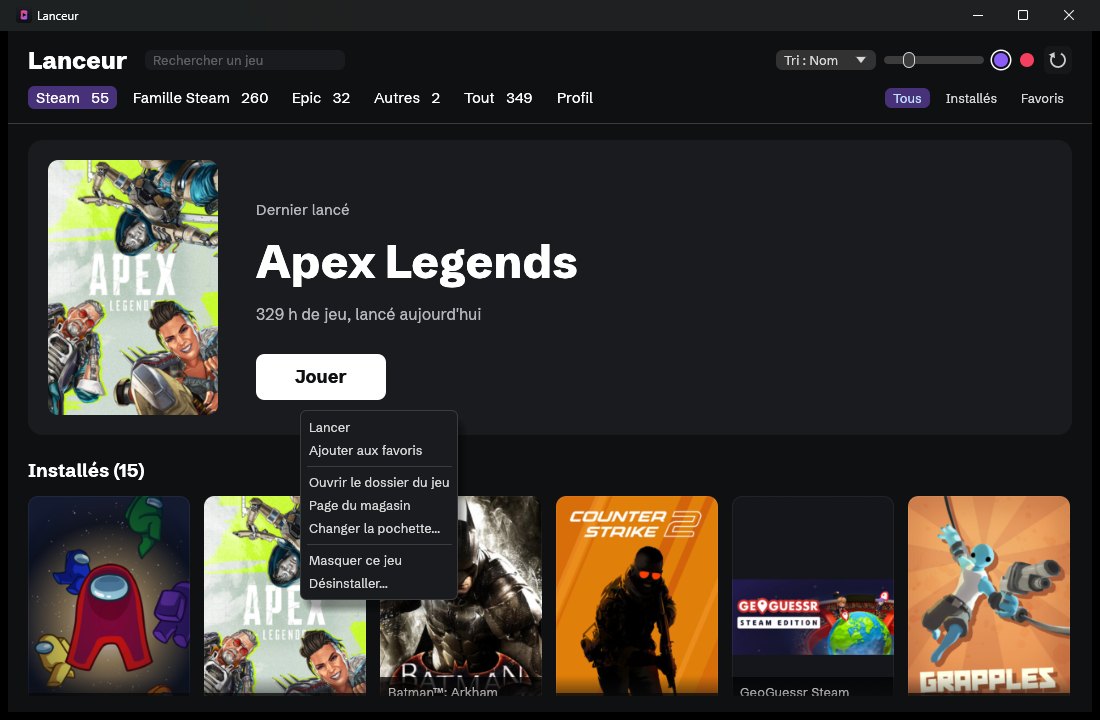 Lanceur
Lanceur
Rechercher un jeu
Tri : Nom
Steam 55 Famille Steam 260 Epic 32 Autres 2 Tout 349 Profil
Tous Installés Favoris
APEX
LEGENDS
Dernier lancé
Apex Legends
329 h de jeu, lancé aujourd'hui
Jouer
Lancer
Ajouter aux favoris
Ouvrir le dossier du jeu
Page du magasin
Changer la pochette...
Masquer ce jeu
Désinstaller...
Installés (15)
APEX
LEGENDS
BATMAN
Batman™: Arkham
COUNTER
STRIKE 2
GEOGUESSR
STEAM EDITION
GeoGuessr Steam
GRAPPLES